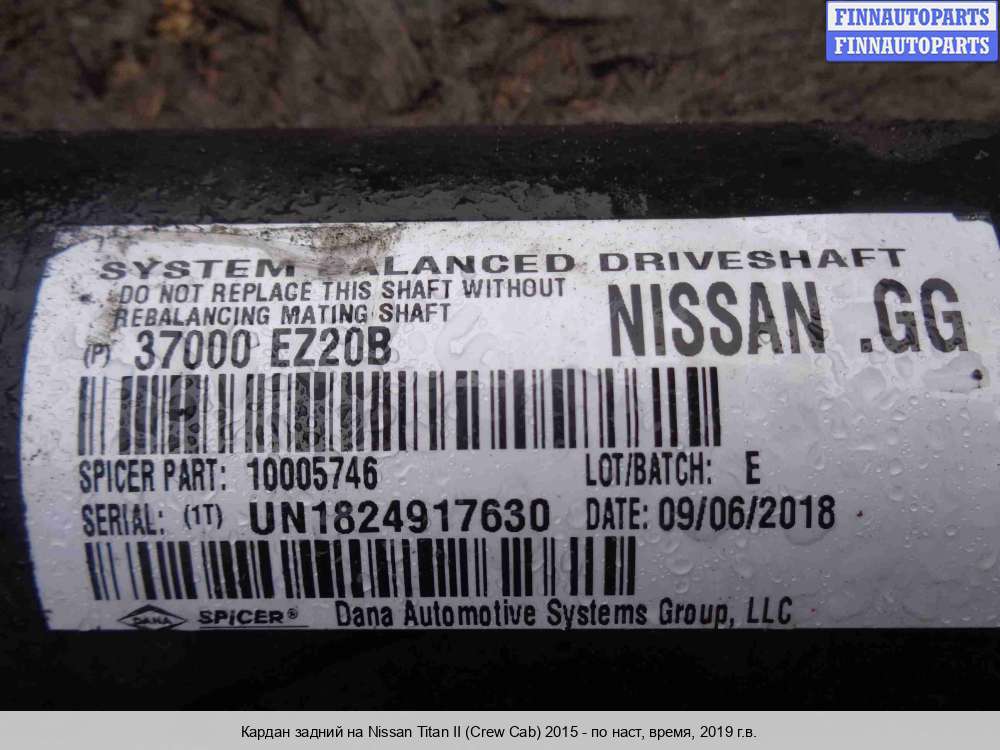 FINNAUTOPARTS
FINNAUTOPARTS
SYSTEM BALANCED DRIVESHAFT
DO NOT REPLACE THIS SHAFT WITHOUT
REBALANCING MATING SHAFT
NISSAN .GG
(P) 37000 EZ20B
SPICER PART: 10005746
LOT/BATCH: E
SERIAL: (1T) UN1824917630
DATE: 09/06/2018
DANA SPiCER® Dana Automotive Systems Group, LLC
Кардан задний на Nissan Titan II (Crew Cab) 2015 - по наст, время, 2019 г.в.